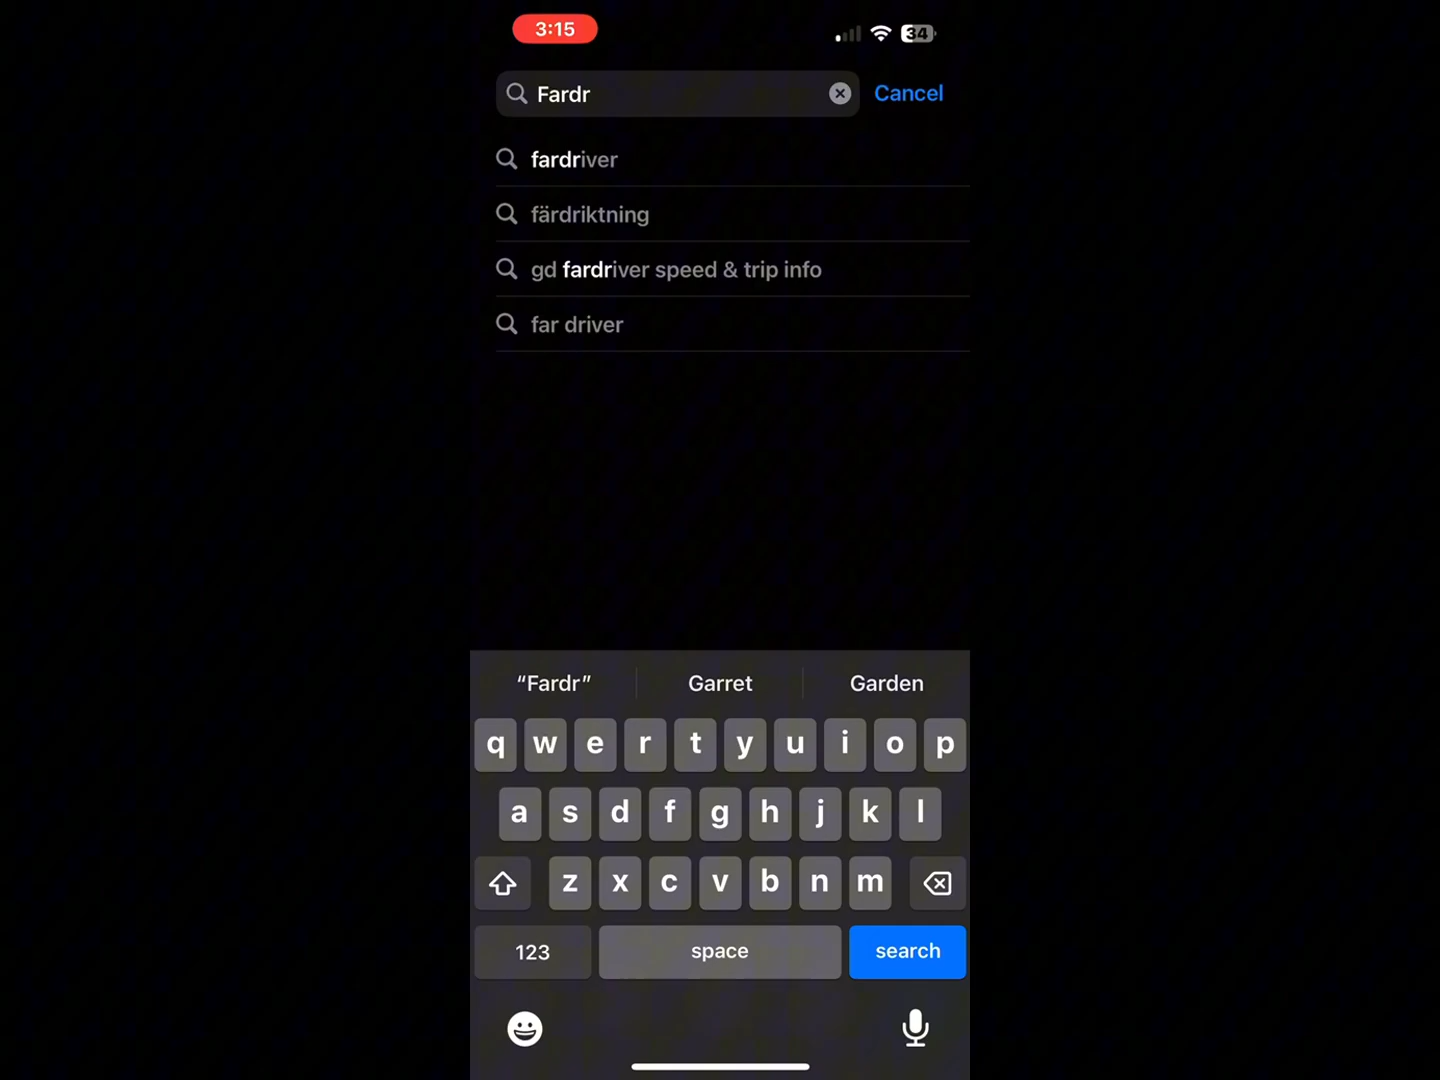 3:15
34
Fardr
Cancel
fardriver
färdriktning
gd fardriver speed & trip info
far driver
“Fardr”
Garret
Garden
q w e r t y u i o p
a s d f g h j k l
z x c v b n m
123
space
search